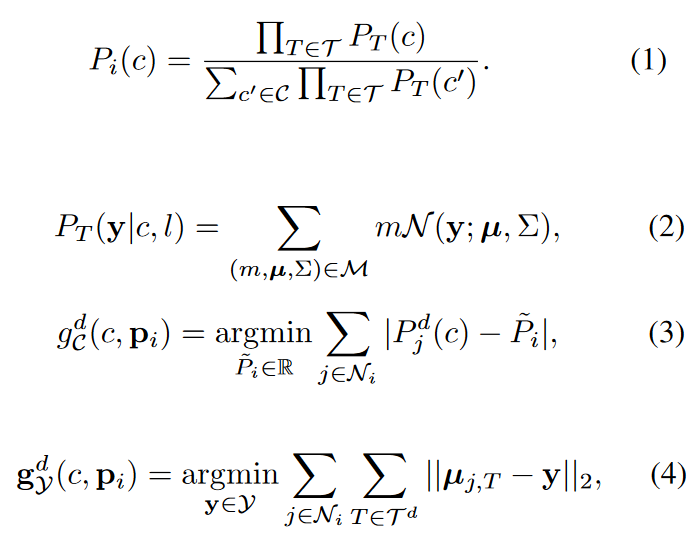 P_i(c) = \frac{\prod_{T \in \mathcal{T}} P_T(c)}{\sum_{c' \in \mathcal{C}} \prod_{T \in \mathcal{T}} P_T(c')}. (1)
P_T(\mathbf{y}|c, l) = \sum_{(m, \boldsymbol{\mu}, \Sigma) \in \mathcal{M}} m\mathcal{N}(\mathbf{y}; \boldsymbol{\mu}, \Sigma), (2)
g_{\mathcal{C}}^d(c, \mathbf{p}_i) = \underset{\tilde{P}_i \in \mathbb{R}}{\operatorname{argmin}} \sum_{j \in \mathcal{N}_i} |P_j^d(c) - \tilde{P}_i|, (3)
\mathbf{g}_{\mathcal{Y}}^d(c, \mathbf{p}_i) = \underset{\mathbf{y} \in \mathcal{Y}}{\operatorname{argmin}} \sum_{j \in \mathcal{N}_i} \sum_{T \in \mathcal{T}^d} ||\boldsymbol{\mu}_{j,T} - \mathbf{y}||_2, (4)